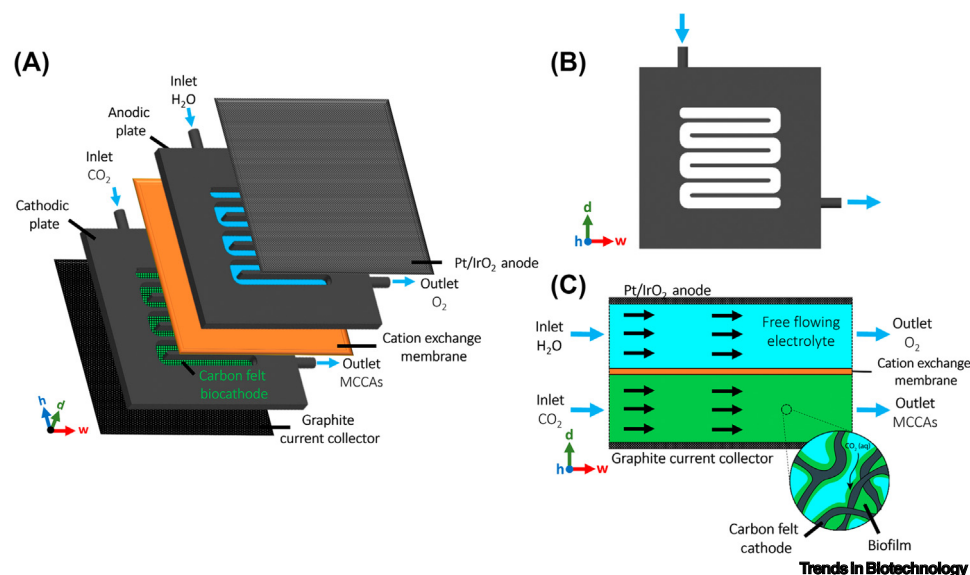 (A)
Inlet
H₂O
Anodic
plate
Inlet
CO₂
Cathodic
plate
Pt/IrO₂ anode
Outlet
O₂
Cation exchange
membrane
Outlet
MCCAs
Carbon felt
biocathode
Graphite
current collector
h
d
w
(B)
d
h
w
(C)
Pt/IrO₂ anode
Inlet
H₂O
Free flowing
electrolyte
Outlet
O₂
Cation exchange
membrane
Inlet
CO₂
Outlet
MCCAs
Graphite current collector
d
h
w
CO₂ (aq)
Carbon felt
cathode
Biofilm
Trends in Biotechnology